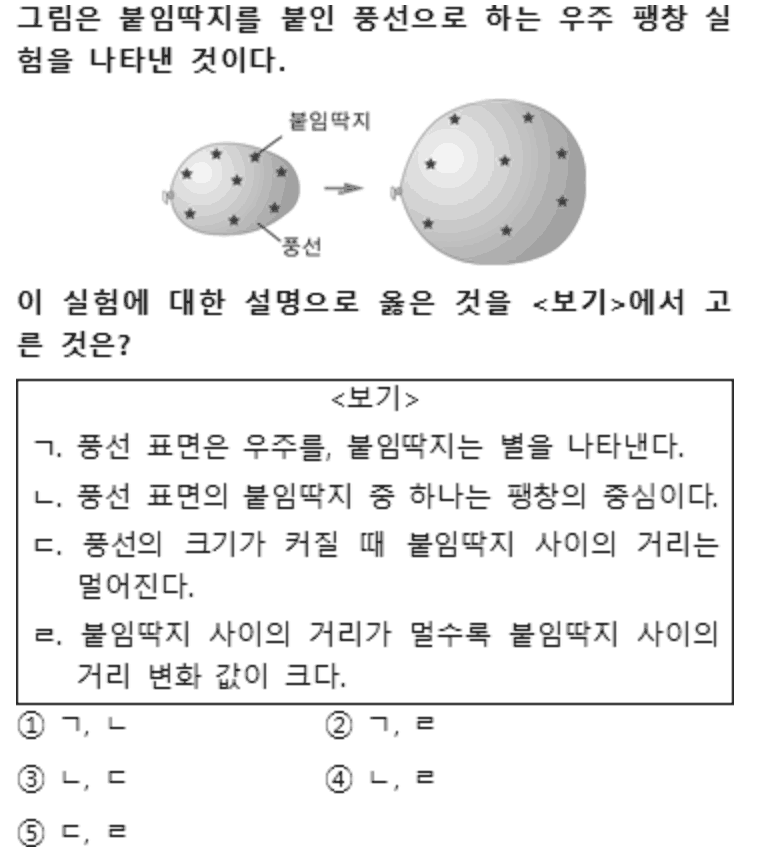 그림은 붙임딱지를 붙인 풍선으로 하는 우주 팽창 실
험을 나타낸 것이다.
붙임딱지
풍선
이 실험에 대한 설명으로 옳은 것을 <보기>에서 고
른 것은?
<보기>
ㄱ. 풍선 표면은 우주를, 붙임딱지는 별을 나타낸다.
ㄴ. 풍선 표면의 붙임딱지 중 하나는 팽창의 중심이다.
ㄷ. 풍선의 크기가 커질 때 붙임딱지 사이의 거리는
멀어진다.
ㄹ. 붙임딱지 사이의 거리가 멀수록 붙임딱지 사이의
거리 변화 값이 크다.
① ㄱ, ㄴ ② ㄱ, ㄹ
③ ㄴ, ㄷ ④ ㄴ, ㄹ
⑤ ㄷ, ㄹ